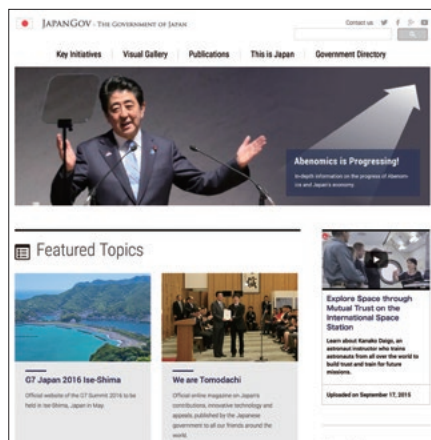 JAPANGOV - THE GOVERNMENT OF JAPAN
Contact us
Key Initiatives
Visual Gallery
Publications
This is Japan
Government Directory
Abenomics is Progressing!
In-depth information on the progress of Abenom-
ics and Japan's economy.
Featured Topics
G7 Japan 2016 Ise-Shima
Official website of the G7 Summit 2016 to be
held in Ise-Shima, Japan in May.
We are Tomodachi
Official online magazine on Japan's
contributions, innovative technology and
appeals, published by the Japanese
government to all our friends around the
world.
Explore Space through
Mutual Trust on the
International Space
Station
Learn about Kanako Daigo, an
astronaut instructor who trains
astronauts from all over the world to
build trust and train for future
missions.
Uploaded on September 17, 2015